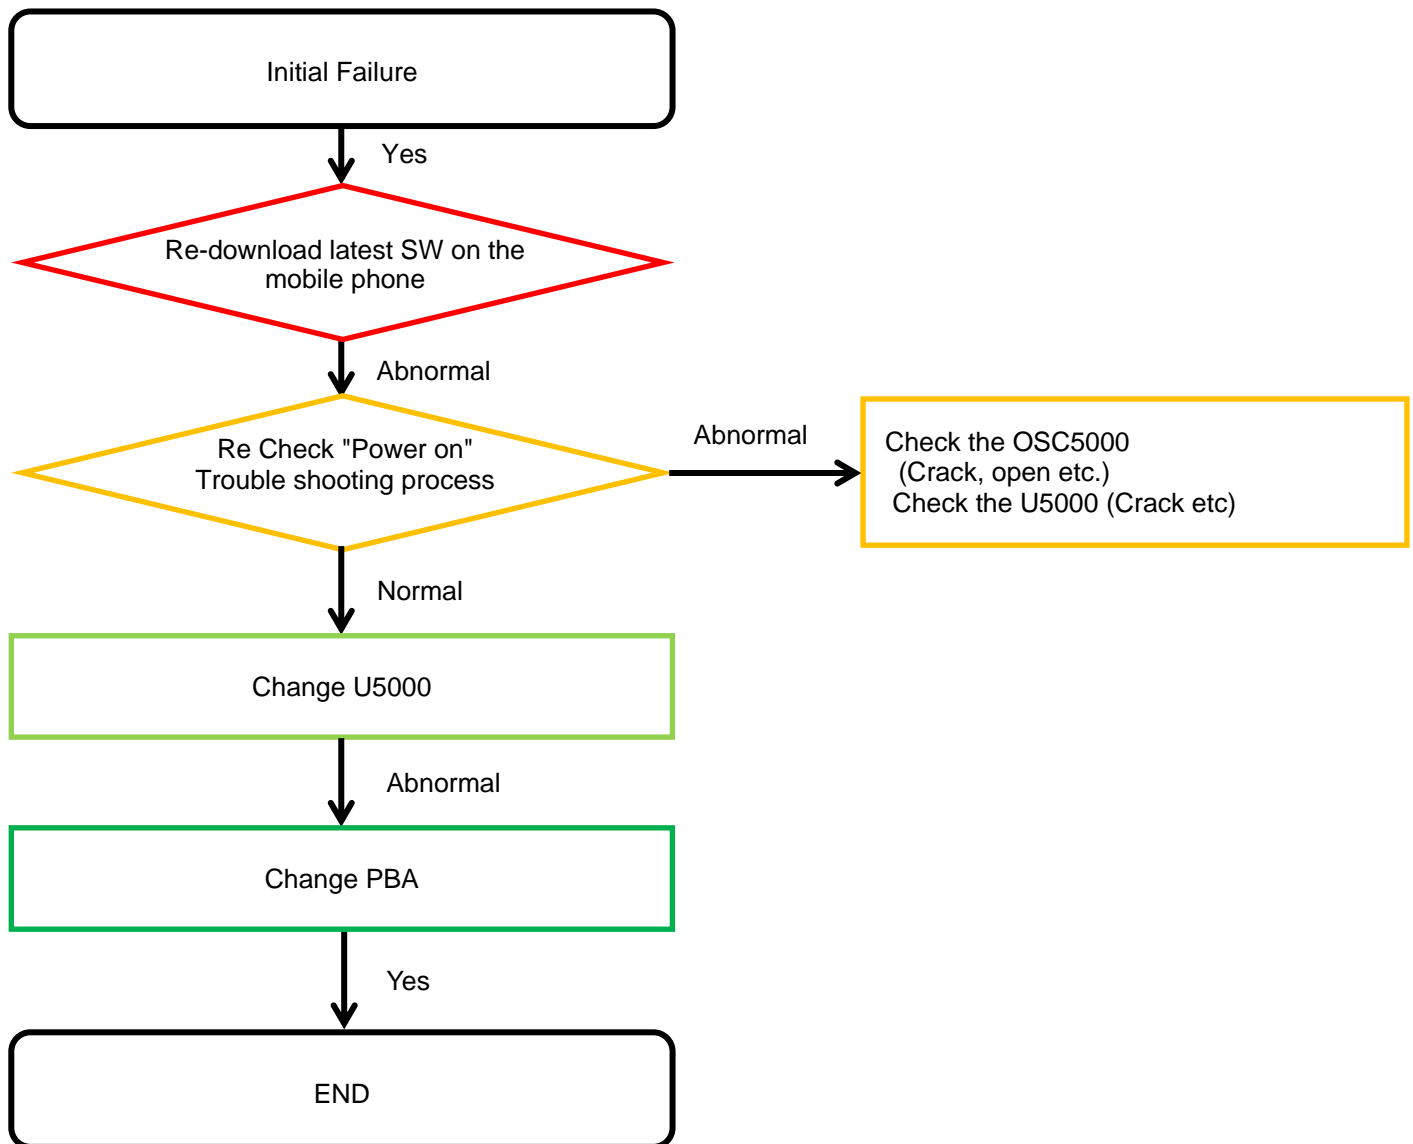 Initial Failure
Yes
Re-download latest SW on the
mobile phone
Abnormal
Re Check "Power on"
Trouble shooting process
Abnormal
Check the OSC5000
(Crack, open etc.)
Check the U5000 (Crack etc)
Normal
Change U5000
Abnormal
Change PBA
Yes
END